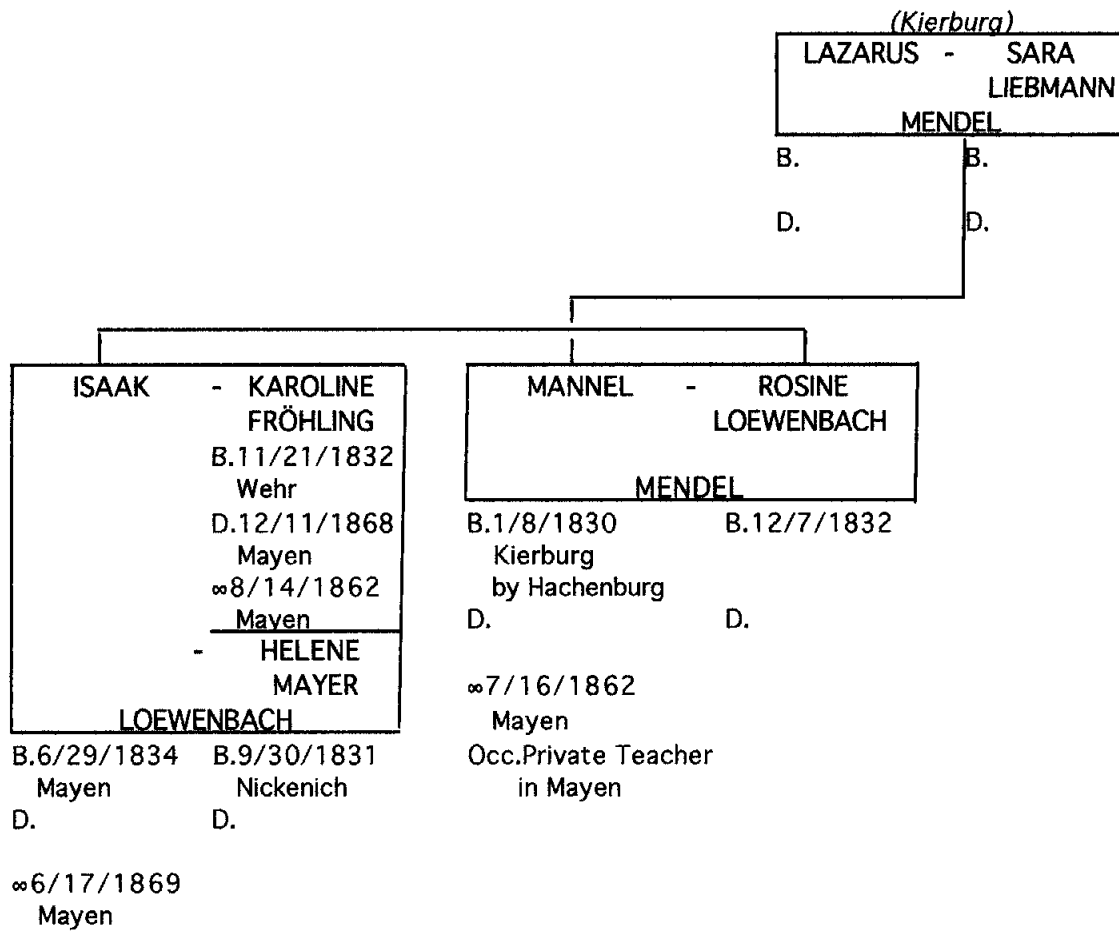 (Kierburg)
LAZARUS - SARA
LIEBMANN
MENDEL
B. B.
D. D.
ISAAK - KAROLINE
FRÖHLING
B.11/21/1832
Wehr
D.12/11/1868
Mayen
∞8/14/1862
Mayen
- HELENE
MAYER
LOEWENBACH
B.6/29/1834 B.9/30/1831
Mayen Nickenich
D. D.
∞6/17/1869
Mayen
MANNEL - ROSINE
LOEWENBACH
MENDEL
B.1/8/1830 B.12/7/1832
Kierburg
by Hachenburg
D. D.
∞7/16/1862
Mayen
Occ.Private Teacher
in Mayen